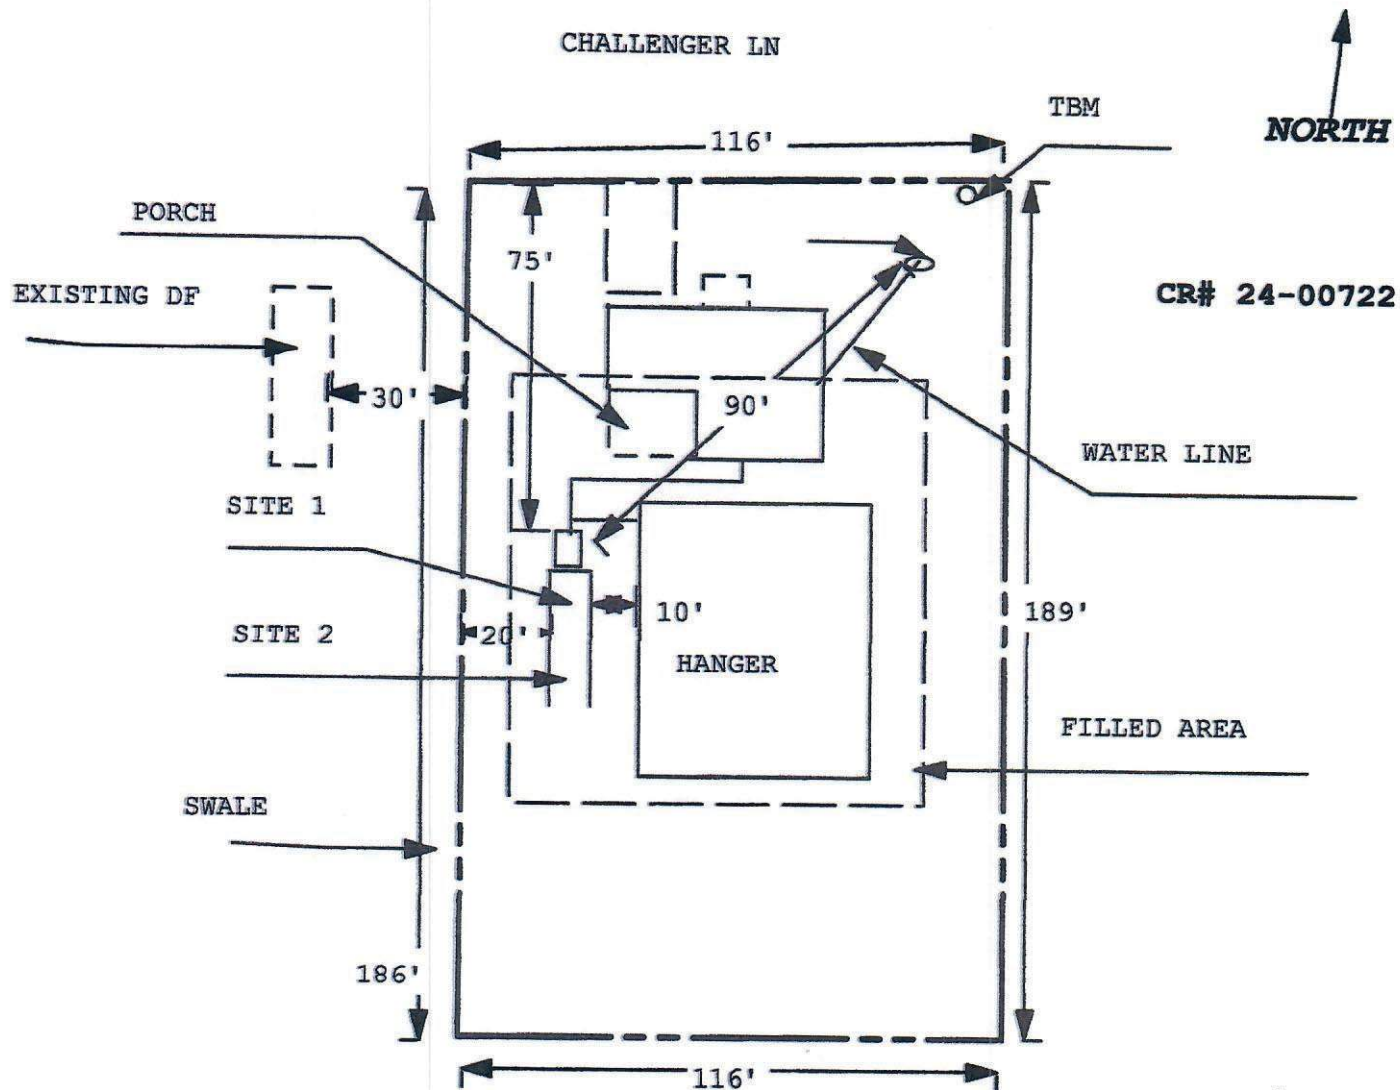 CHALLENGER LN
TBM
NORTH
116'
PORCH
75'
EXISTING DF
CR# 24-00722
30'
90'
WATER LINE
SITE 1
10'
189'
SITE 2
20'
HANGER
FILLED AREA
SWALE
186'
116'